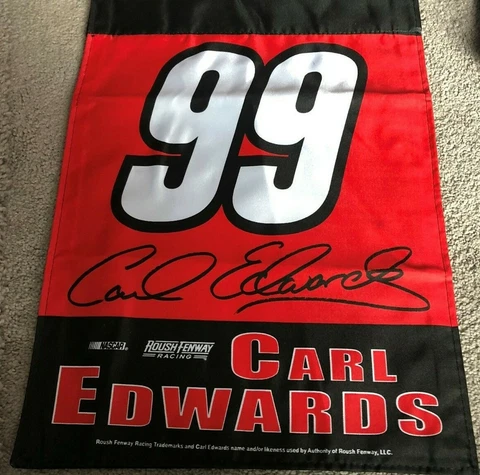 99
Carl Edwards
NASCAR® ROUSH FENWAY RACING
CARL
EDWARDS
Roush Fenway Racing Trademarks and Carl Edwards name and/or likeness used by Authority of Roush Fenway, LLC.